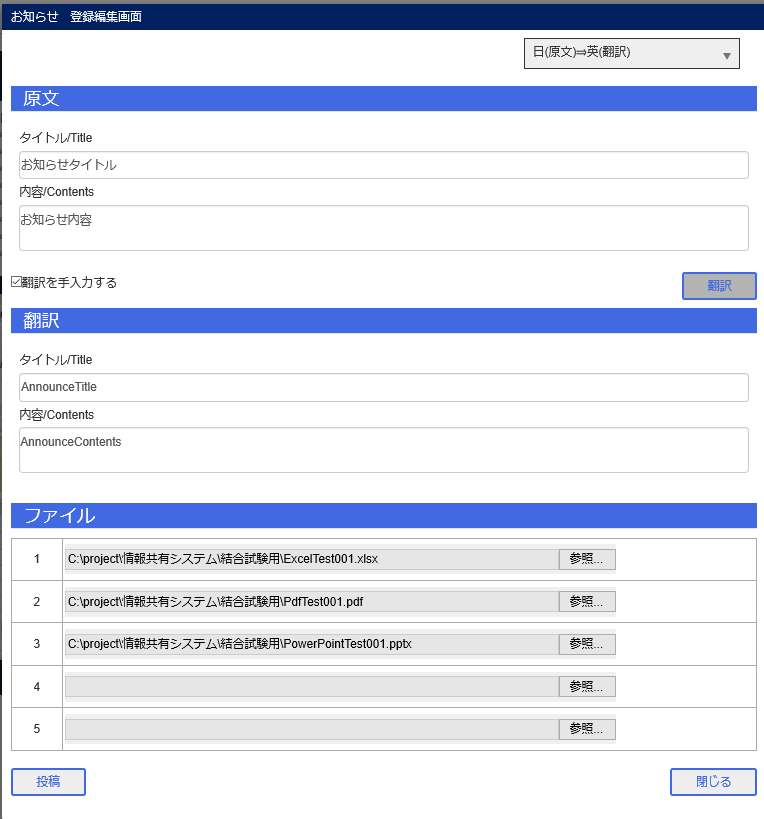 お知らせ　登録編集画面
日(原文)⇒英(翻訳)
原文
タイトル/Title
お知らせタイトル
内容/Contents
お知らせ内容
翻訳を手入力する
翻訳
翻訳
タイトル/Title
AnnounceTitle
内容/Contents
AnnounceContents
ファイル
1 C:\project\情報共有システム\結合試験用\ExcelTest001.xlsx 参照...
2 C:\project\情報共有システム\結合試験用\PdfTest001.pdf 参照...
3 C:\project\情報共有システム\結合試験用\PowerPointTest001.pptx 参照...
4 参照...
5 参照...
投稿 閉じる